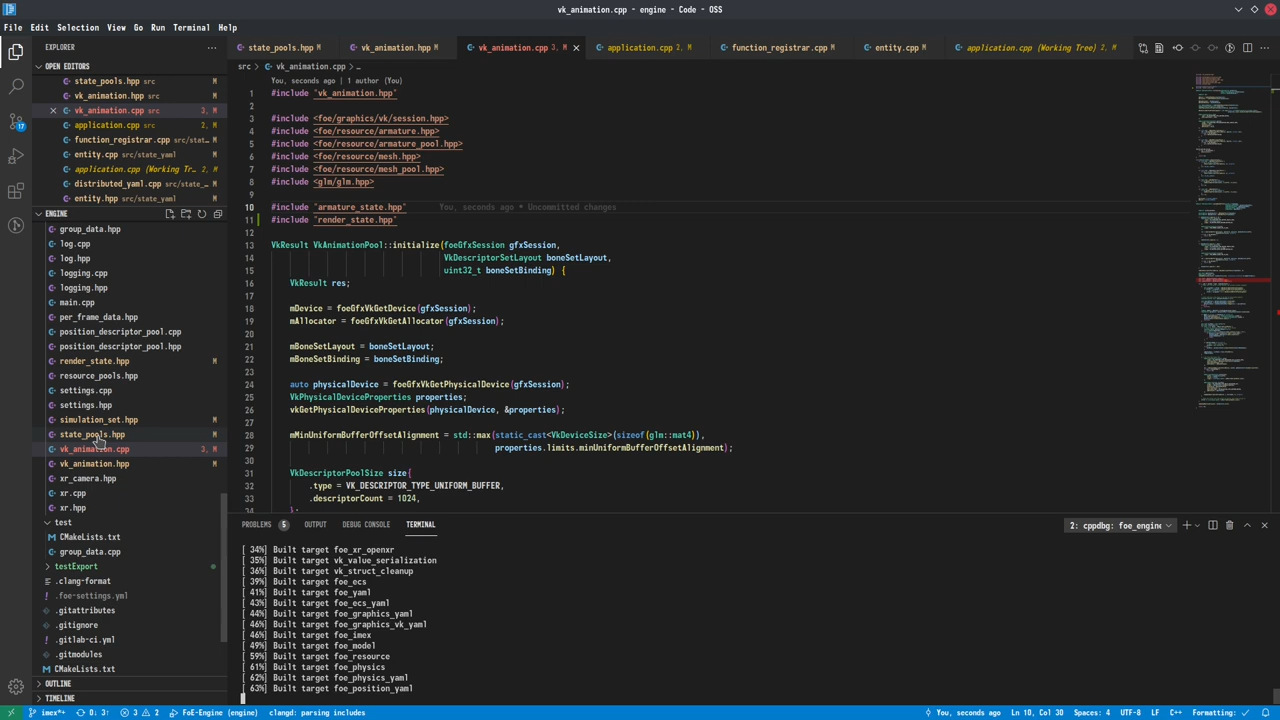 vk_animation.cpp - engine - Code - OSS
File Edit Selection View Go Run Terminal Help
EXPLORER
state_pools.hpp M
vk_animation.hpp M
vk_animation.cpp 3, M
application.cpp 2, M
function_registrar.cpp M
entity.cpp M
application.cpp (Working Tree) 2, M
OPEN EDITORS
state_pools.hpp src M
vk_animation.hpp src M
vk_animation.cpp src 3, M
application.cpp src 2, M
function_registrar.cpp src/stat... M
entity.cpp src/state_yaml M
application.cpp (Working Tr... 2, M
distributed_yaml.cpp src/state_... M
entity.hpp src/state_yaml M
ENGINE
group_data.hpp
log.cpp
log.hpp
logging.cpp
logging.hpp
main.cpp
per_frame_data.hpp
position_descriptor_pool.cpp
position_descriptor_pool.hpp
render_state.hpp M
resource_pools.hpp
settings.cpp
settings.hpp
simulation_set.hpp M
state_pools.hpp M
vk_animation.cpp 3, M
vk_animation.hpp M
xr_camera.hpp
xr.cpp
xr.hpp
test
CMakeLists.txt
group_data.cpp
testExport
.clang-format
.foe-settings.yml
.gitattributes
.gitignore
.gitlab-ci.yml
.gitmodules
CMakeLists.txt
OUTLINE
TIMELINE
src > vk_animation.cpp > ...
You, seconds ago | 1 author (You)
1 #include "vk_animation.hpp"
2
3 #include <foe/graphics/vk/session.hpp>
4 #include <foe/resource/armature.hpp>
5 #include <foe/resource/armature_pool.hpp>
6 #include <foe/resource/mesh.hpp>
7 #include <foe/resource/mesh_pool.hpp>
8 #include <glm/glm.hpp>
9
10 #include "armature_state.hpp" You, seconds ago * Uncommitted changes
11 #include "render_state.hpp"
12
13 VkResult VkAnimationPool::initialize(foeGfxSession gfxSession,
14 VkDescriptorSetLayout boneSetLayout,
15 uint32_t boneSetBinding) {
16 VkResult res;
17
18 mDevice = foeGfxVkGetDevice(gfxSession);
19 mAllocator = foeGfxVkGetAllocator(gfxSession);
20
21 mBoneSetLayout = boneSetLayout;
22 mBoneSetBinding = boneSetBinding;
23
24 auto physicalDevice = foeGfxVkGetPhysicalDevice(gfxSession);
25 VkPhysicalDeviceProperties properties;
26 vkGetPhysicalDeviceProperties(physicalDevice, &properties);
27
28 mMinUniformBufferOffsetAlignment = std::max(static_cast<VkDeviceSize>(sizeof(glm::mat4)),
29 properties.limits.minUniformBufferOffsetAlignment);
30
31 VkDescriptorPoolSize size{
32 .type = VK_DESCRIPTOR_TYPE_UNIFORM_BUFFER,
33 .descriptorCount = 1024,
34 };
PROBLEMS 5 OUTPUT DEBUG CONSOLE TERMINAL 2: cppdbg: foe_engine
[ 34%] Built target foe_xr_openxr
[ 35%] Built target vk_value_serialization
[ 36%] Built target vk_struct_cleanup
[ 39%] Built target foe_ecs
[ 41%] Built target foe_yaml
[ 43%] Built target foe_ecs_yaml
[ 44%] Built target foe_graphics_yaml
[ 46%] Built target foe_graphics_vk_yaml
[ 46%] Built target foe_imex
[ 49%] Built target foe_model
[ 59%] Built target foe_resource
[ 61%] Built target foe_physics
[ 62%] Built target foe_physics_yaml
[ 63%] Built target foe_position_yaml
17
imex*+ 0↓ 3↑ 3 2 FoE-Engine (engine) clangd: parsing includes You, seconds ago Ln 10, Col 30 Spaces: 4 UTF-8 LF C++ Formatting: ✓